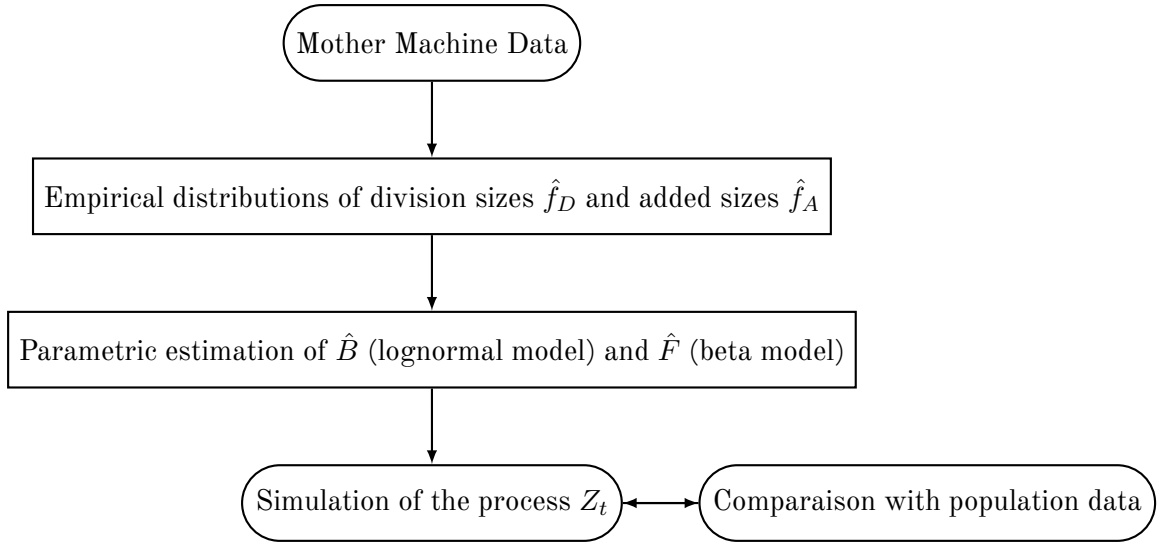 Mother Machine Data
Empirical distributions of division sizes $\hat{f}_D$ and added sizes $\hat{f}_A$
Parametric estimation of $\hat{B}$ (lognormal model) and $\hat{F}$ (beta model)
Simulation of the process $Z_t$
Comparaison with population data